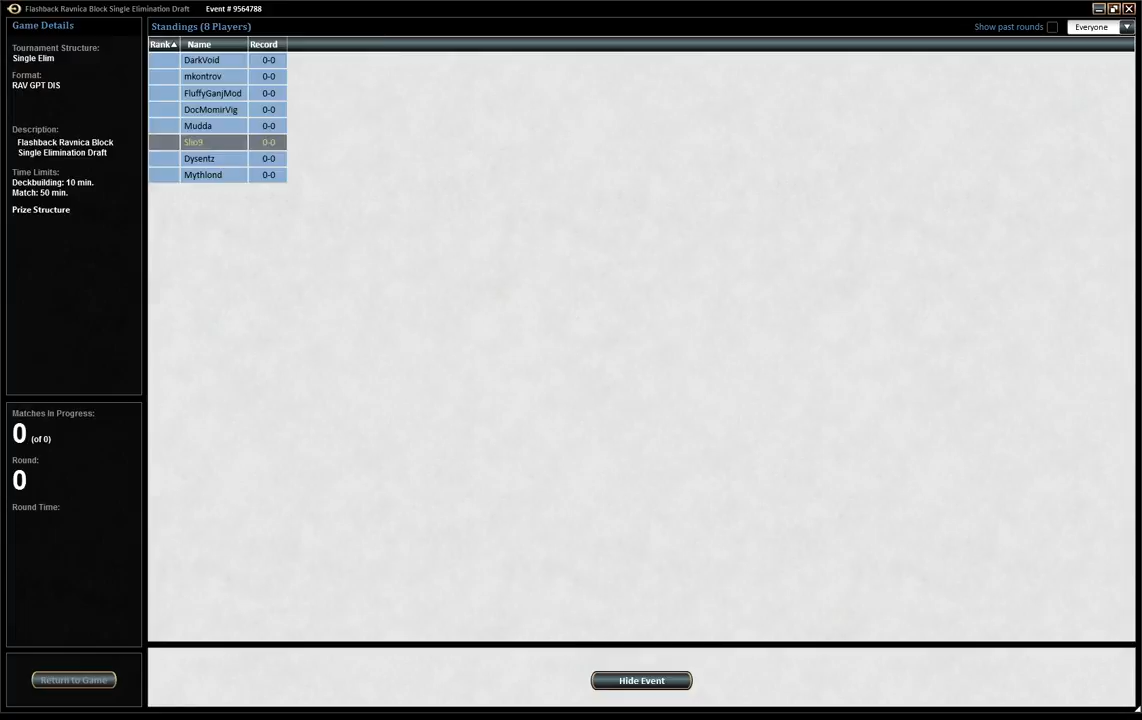 Flashback Ravnica Block Single Elimination Draft Event # 9564788
Game Details
Tournament Structure:
Single Elim
Format:
RAV GPT DIS
Description:
Flashback Ravnica Block
Single Elimination Draft
Time Limits:
Deckbuilding: 10 min.
Match: 50 min.
Prize Structure
Matches In Progress:
0 (of 0)
Round:
0
Round Time:
Return to Game
Standings (8 Players) Show past rounds Everyone
Rank Name Record
DarkVoid 0-0
mkontrov 0-0
FluffyGanjMod 0-0
DocMomirVig 0-0
Mudda 0-0
0-0
Dysentz 0-0
Mythlond 0-0
Hide Event